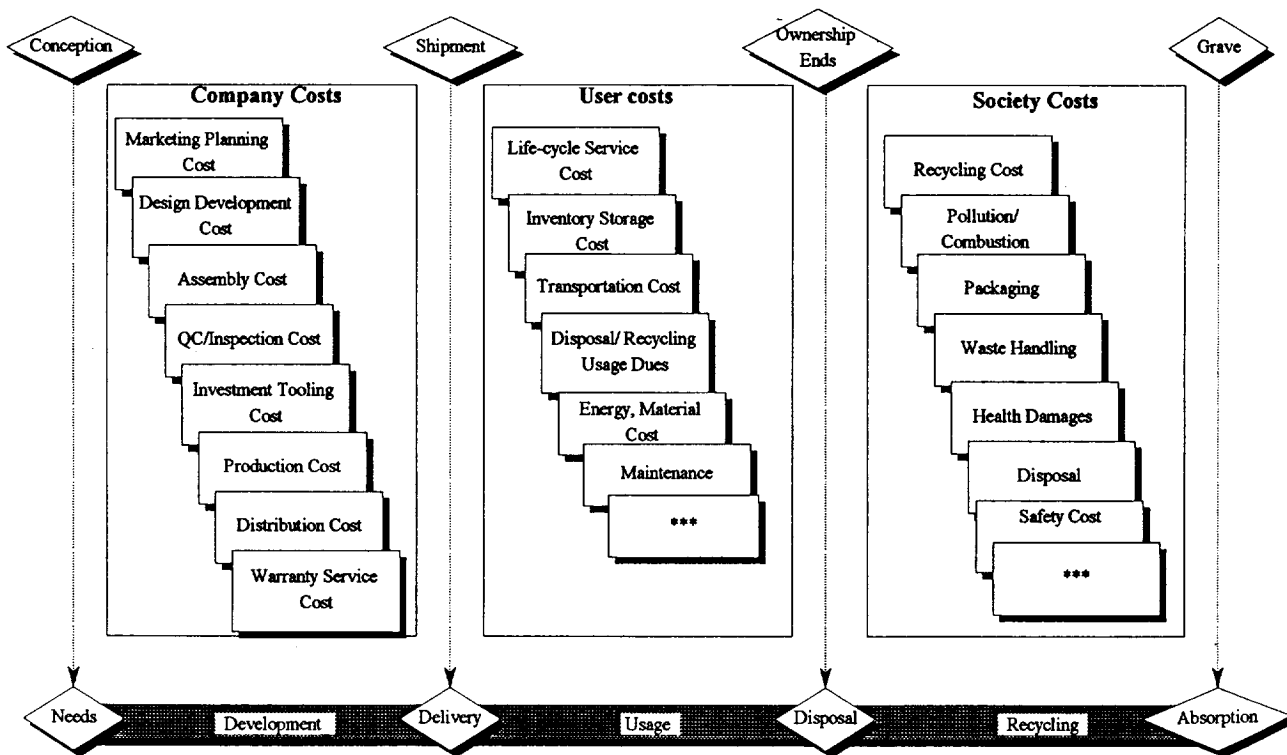 Conception
Shipment
Ownership
Ends
Grave
Company Costs
Marketing Planning
Cost
Design Development
Cost
Assembly Cost
QC/Inspection Cost
Investment Tooling
Cost
Production Cost
Distribution Cost
Warranty Service
Cost
User costs
Life-cycle Service
Cost
Inventory Storage
Cost
Transportation Cost
Disposal/ Recycling
Usage Dues
Energy, Material
Cost
Maintenance
***
Society Costs
Recycling Cost
Pollution/
Combustion
Packaging
Waste Handling
Health Damages
Disposal
Safety Cost
***
Needs
Development
Delivery
Usage
Disposal
Recycling
Absorption